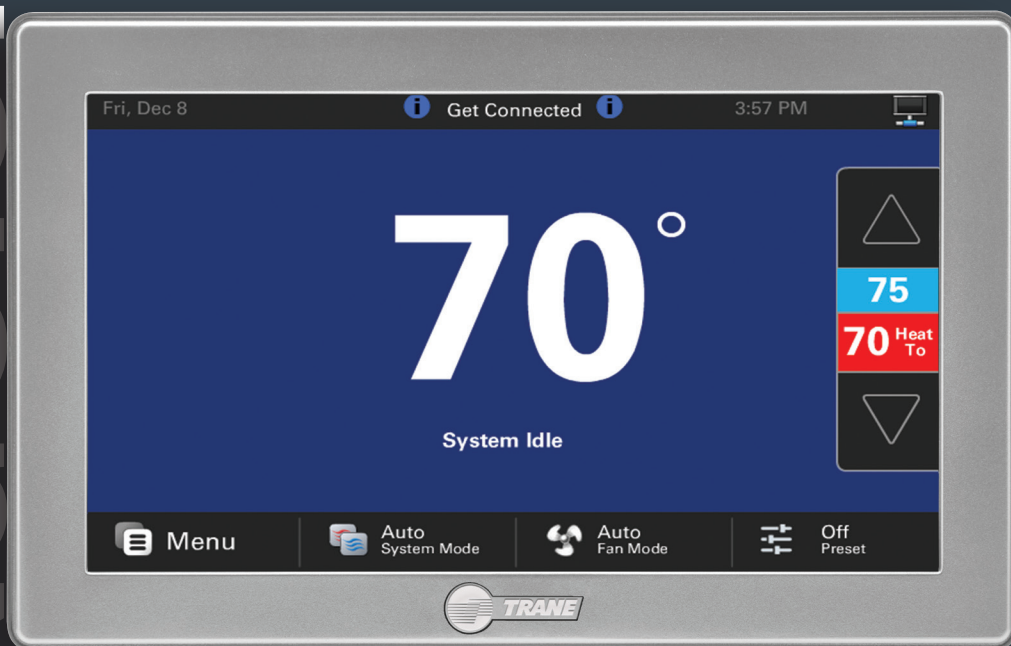 Fri, Dec 8
i Get Connected i
3:57 PM
70°
75
70 Heat To
System Idle
Menu
Auto
System Mode
Auto
Fan Mode
Off
Preset
TRANE